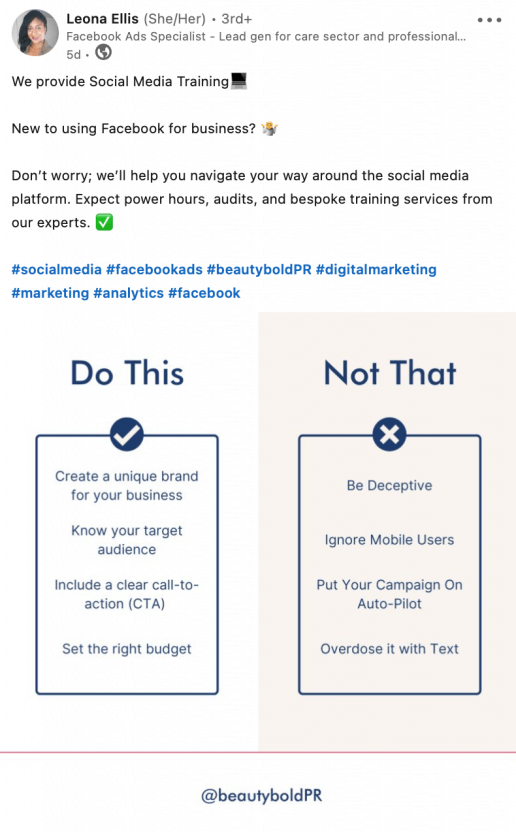 Leona Ellis (She/Her) • 3rd+
Facebook Ads Specialist - Lead gen for care sector and professional...
5d •
We provide Social Media Training💻
New to using Facebook for business? 🤷
Don’t worry; we’ll help you navigate your way around the social media
platform. Expect power hours, audits, and bespoke training services from
our experts. ✅
#socialmedia #facebookads #beautyboldPR #digitalmarketing
#marketing #analytics #facebook
Do This
Create a unique brand
for your business
Know your target
audience
Include a clear call-to-
action (CTA)
Set the right budget
Not That
Be Deceptive
Ignore Mobile Users
Put Your Campaign On
Auto-Pilot
Overdose it with Text
@beautyboldPR